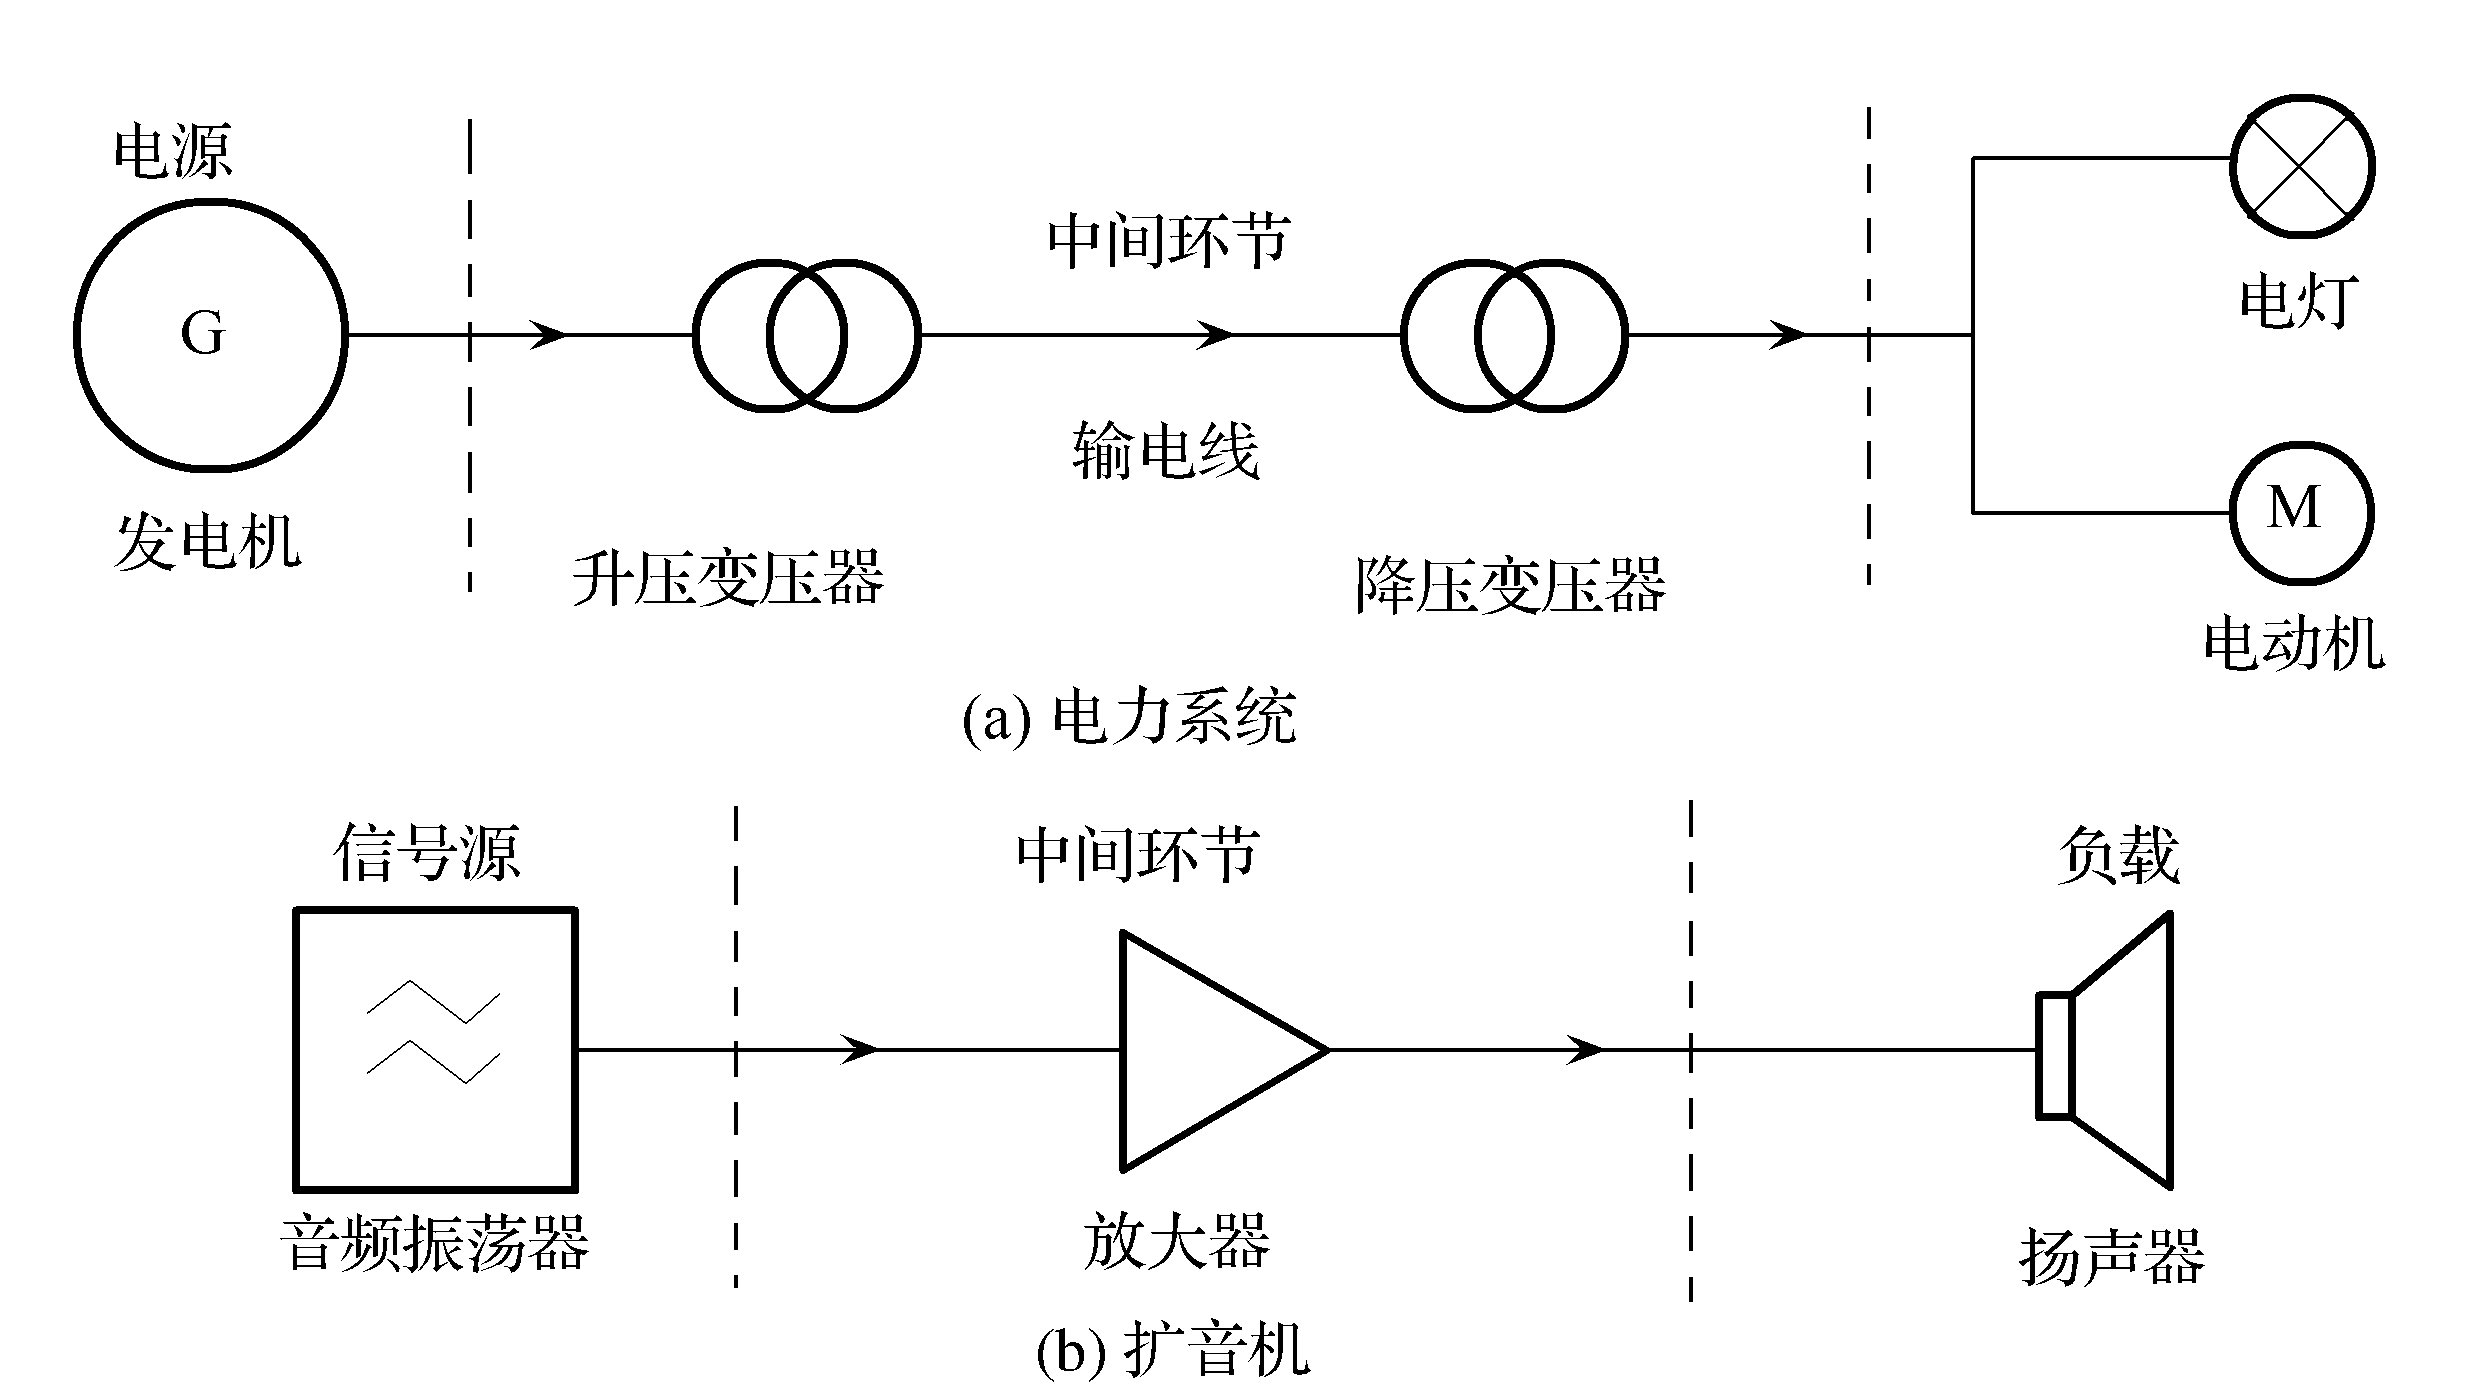 电源
G
发电机
升压变压器
中间环节
输电线
降压变压器
电灯
M
电动机
(a) 电力系统
信号源
音频振荡器
中间环节
放大器
负载
扬声器
(b) 扩音机